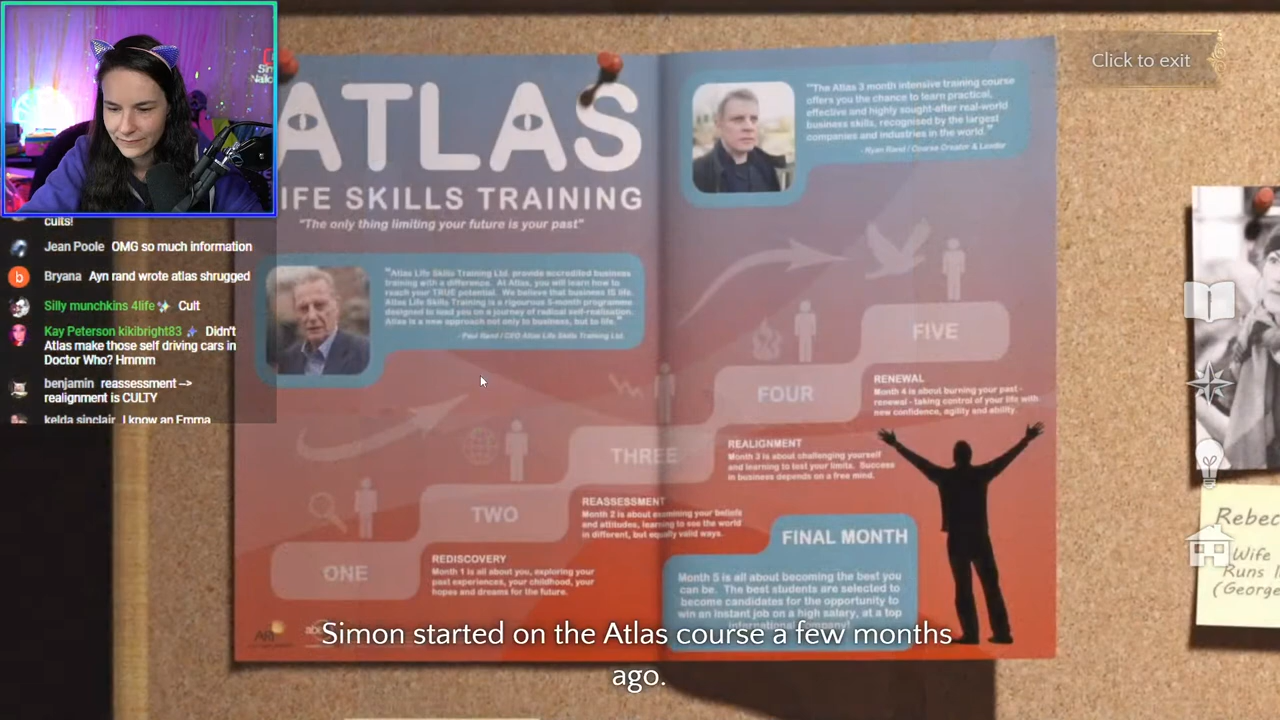 Click to exit
cults!
Jean Poole OMG so much information
Bryana Ayn rand wrote atlas shrugged
Silly munchkins 4life Cult
Kay Peterson kikibright83 Didn't
Atlas make those self driving cars in
Doctor Who? Hmmm
benjamin reassessment -->
realignment is CULTY
kelda sinclair I know an Emma
ATLAS
LIFE SKILLS TRAINING
"The only thing limiting your future is your past"
"Atlas Life Skills Training Ltd. provide accredited business
training with a difference. At Atlas, you will learn how to
reach your TRUE potential. We believe that business IS life.
Atlas Life Skills Training is a rigourous 5-month programme
designed to lead you on a journey of radical self-realisation.
Atlas is a new approach not only to business, but to life."
- Paul Rand / CEO Atlas Life Skills Training Ltd.
"The Atlas 3 month intensive training course
offers you the chance to learn practical,
effective and highly sought-after real-world
business skills, recognised by the largest
companies and industries in the world."
- Ryan Rand / Course Creator & Leader
ONE
REDISCOVERY
Month 1 is all about you, exploring your
past experiences, your childhood, your
hopes and dreams for the future.
TWO
REASSESSMENT
Month 2 is about examining your beliefs
and attitudes, learning to see the world
in different, but equally valid ways.
THREE
REALIGNMENT
Month 3 is about challenging yourself
and learning to test your limits. Success
in business depends on a free mind.
FOUR
RENEWAL
Month 4 is about burning your past -
renewal - taking control of your life with
new confidence, agility and ability.
FIVE
FINAL MONTH
Month 5 is all about becoming the best you
can be. The best students are selected to
become candidates for the opportunity to
win an instant job on a high salary, at a top
international company!
Rebec
Wife
Runs
(George
Simon started on the Atlas course a few months
ago.